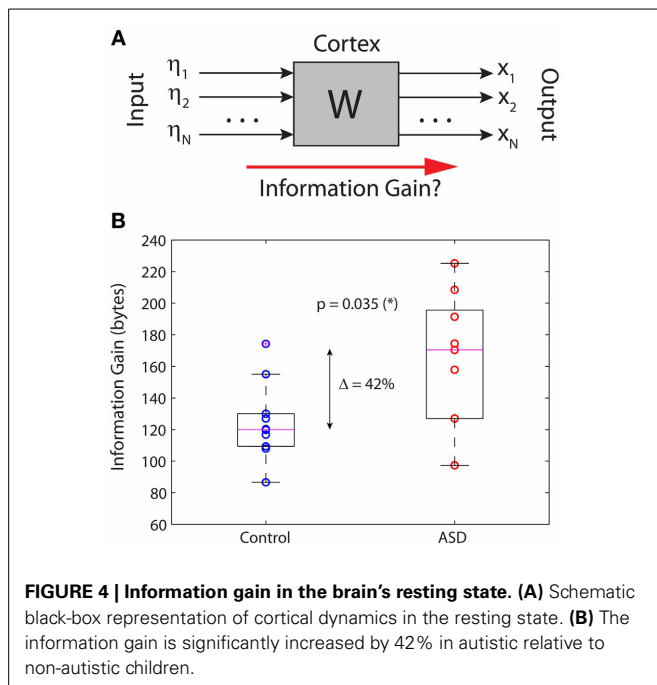 A
Cortex
Input
η1
η2
ηN
...
W
...
x1
x2
xN
Output
Information Gain?
B
Information Gain (bytes)
240
220
200
180
160
140
120
100
80
60
p = 0.035 (*)
Δ = 42%
Control
ASD
FIGURE 4 | Information gain in the brain's resting state. (A) Schematic
black-box representation of cortical dynamics in the resting state. (B) The
information gain is significantly increased by 42% in autistic relative to
non-autistic children.